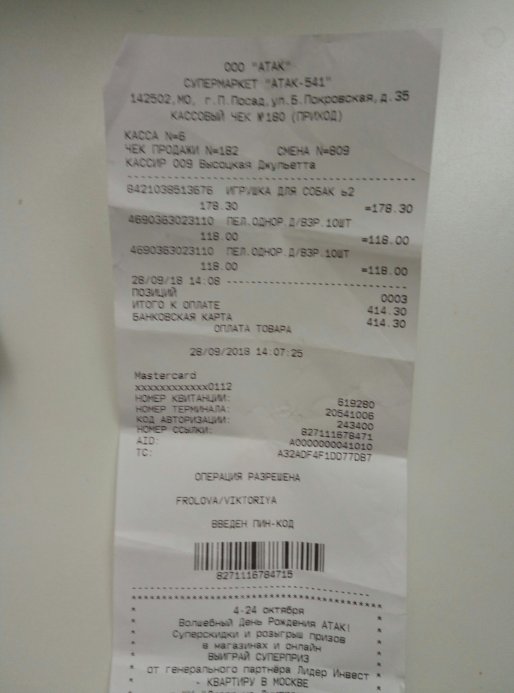 ООО "АТАК"
СУПЕРМАРКЕТ "АТАК-541"
142502,МО, г.П.Посад,ул.Б.Покровская,д.35
КАССОВЫЙ ЧЕК №180 (ПРИХОД)
КАССА N=6
ЧЕК ПРОДАЖИ N=182 СМЕНА N=809
КАССИР 009 Высоцкая Джульетта
8421038513676 ИГРУШКА ДЛЯ СОБАК Ь2
178.30 =178.30
4690363023110 ПЕЛ.ОДНОР.Д/ВЗР.10ШТ
118.00 =118.00
4690363023110 ПЕЛ.ОДНОР.Д/ВЗР.10ШТ
118.00 =118.00
28/09/18 14:08
ПОЗИЦИЙ 0003
ИТОГО К ОПЛАТЕ 414.30
БАНКОВСКАЯ КАРТА 414.30
ОПЛАТА ТОВАРА
28/09/2018 14:07:25
Mastercard
xxxxxxxxxxxx0112
НОМЕР КВИТАНЦИИ: 619280
НОМЕР ТЕРМИНАЛА: 20541006
КОД АВТОРИЗАЦИИ: 243400
НОМЕР ССЫЛКИ: 827111678471
AID: A0000000041010
TC: A32ADF4F1DD77DB7
ОПЕРАЦИЯ РАЗРЕШЕНА
FROLOVA/VIKTORIYA
ВВЕДЕН ПИН-КОД
8271116784715
4-24 октября
Волшебный День Рождения АТАК!
Суперскидки и розыгрыш призов
в магазинах и онлайн
ВЫИГРАЙ СУПЕРПРИЗ
от генерального партнёра Лидер Инвест
- КВАРТИРУ В МОСКВЕ